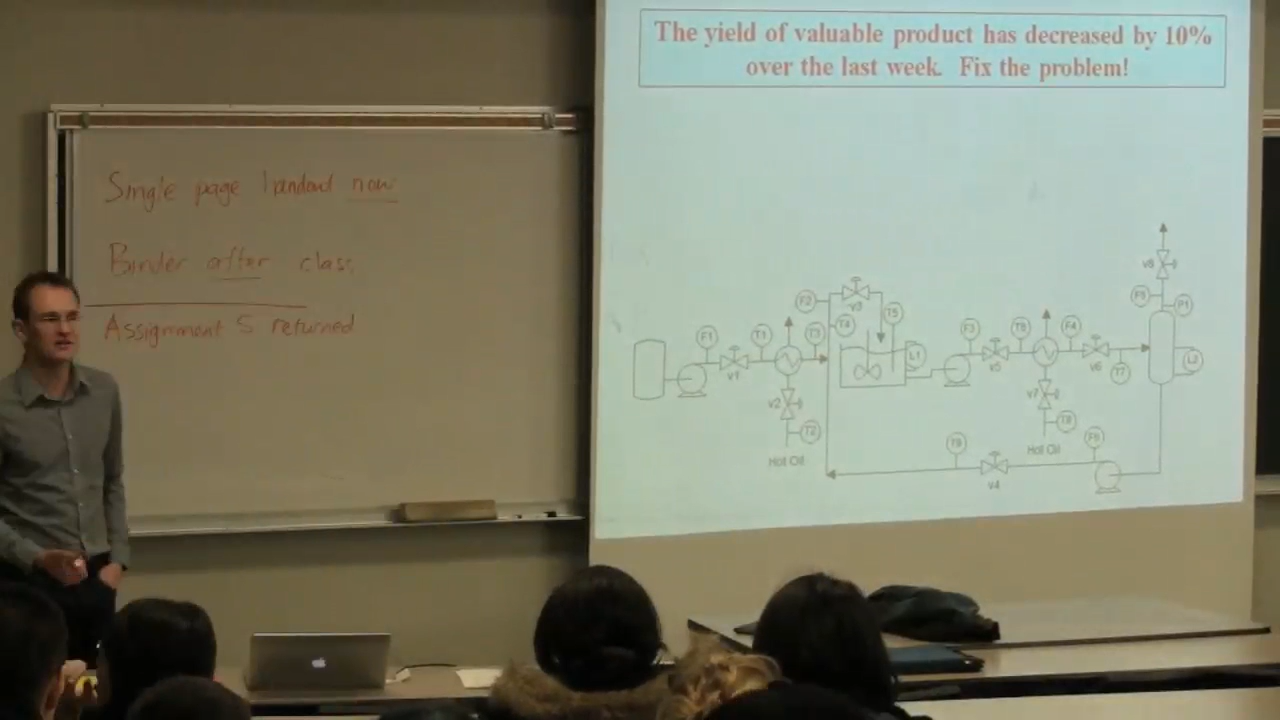 Single page handout now
Binder after class
Assignment 5 returned
The yield of valuable product has decreased by 10%
over the last week. Fix the problem!
v8
F5
P1
F2
v3
T5
T4
F1
T1
T3
L1
F3
T6
F4
L2
v1
v5
v6
T7
v2
T2
v7
T8
Hot Oil
Hot Oil
T9
F6
v4